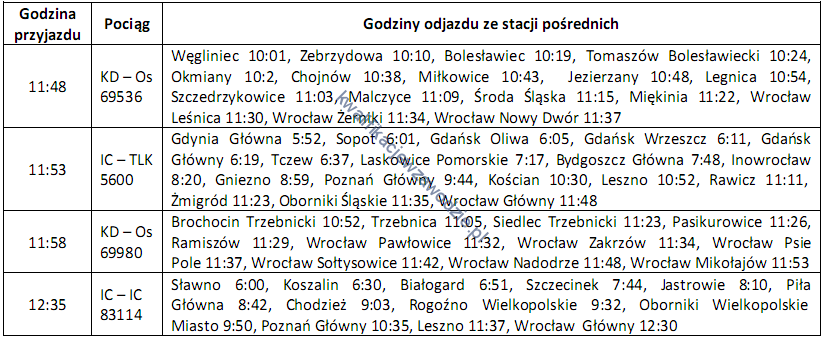 Godzina przyjazdu Pociąg Godziny odjazdu ze stacji pośrednich
11:48 KD – Os 69536
Węgliniec 10:01, Zebrzydowa 10:10, Bolesławiec 10:19, Tomaszów Bolesławiecki 10:24,
Okmiany 10:2, Chojnów 10:38, Miłkowice 10:43, Jezierzany 10:48, Legnica 10:54,
Szczedrzykowice 11:03, Malczyce 11:09, Środa Śląska 11:15, Miękinia 11:22, Wrocław
Leśnica 11:30, Wrocław Żerniki 11:34, Wrocław Nowy Dwór 11:37
11:53 IC – TLK 5600
Gdynia Główna 5:52, Sopot 6:01, Gdańsk Oliwa 6:05, Gdańsk Wrzeszcz 6:11, Gdańsk
Główny 6:19, Tczew 6:37, Laskowice Pomorskie 7:17, Bydgoszcz Główna 7:48, Inowrocław
8:20, Gniezno 8:59, Poznań Główny 9:44, Kościan 10:30, Leszno 10:52, Rawicz 11:11,
Żmigród 11:23, Oborniki Śląskie 11:35, Wrocław Główny 11:48
11:58 KD – Os 69980
Brochocin Trzebnicki 10:52, Trzebnica 11:05, Siedlec Trzebnicki 11:23, Pasikurowice 11:26,
Ramiszów 11:29, Wrocław Pawłowice 11:32, Wrocław Zakrzów 11:34, Wrocław Psie
Pole 11:37, Wrocław Sołtysowice 11:42, Wrocław Nadodrze 11:48, Wrocław Mikołajów 11:53
12:35 IC – IC 83114
Sławno 6:00, Koszalin 6:30, Białogard 6:51, Szczecinek 7:44, Jastrowie 8:10, Piła
Główna 8:42, Chodzież 9:03, Rogoźno Wielkopolskie 9:32, Oborniki Wielkopolskie
Miasto 9:50, Poznań Główny 10:35, Leszno 11:37, Wrocław Główny 12:30
kwalifikacjewzawodzie.pl